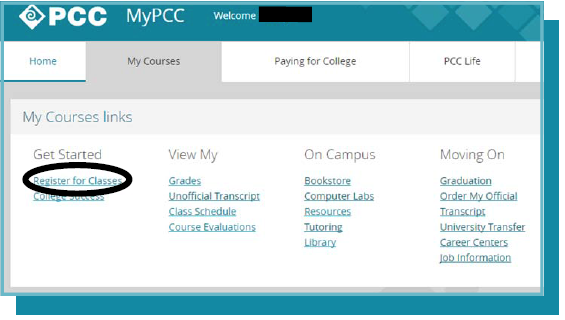 PCC MyPCC Welcome
Home My Courses Paying for College PCC Life
My Courses links
Get Started View My On Campus Moving On
Register for Classes Grades Bookstore Graduation
College Success Unofficial Transcript Computer Labs Order My Official
Class Schedule Resources Transcript
Course Evaluations Tutoring University Transfer
Library Career Centers
Job Information